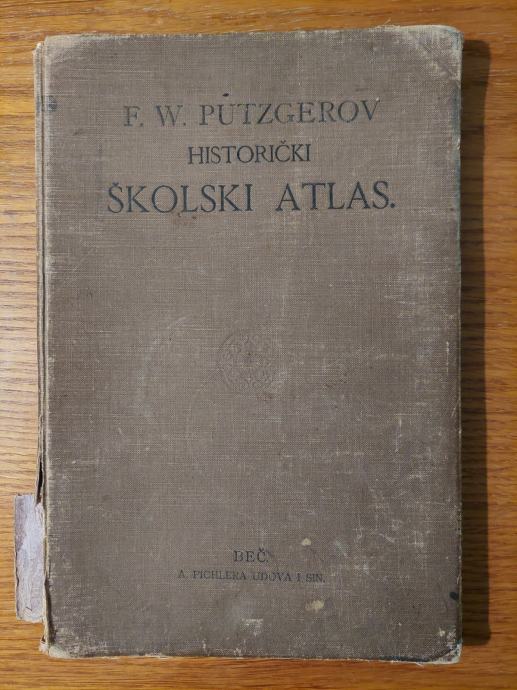 F. W. PUTZGEROV
HISTORIČKI
ŠKOLSKI ATLAS.
BEČ.
A. PICHLERA UDOVA I SIN.